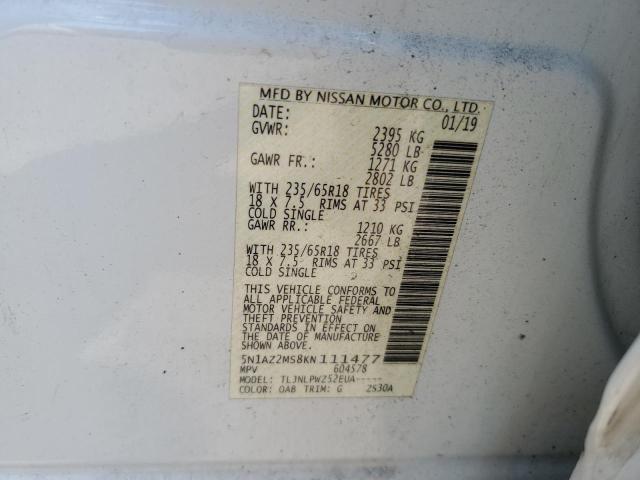 MFD BY NISSAN MOTOR CO., LTD.
DATE: 01/19
GVWR: 2395 KG
5280 LB
GAWR FR.: 1271 KG
2802 LB
WITH 235/65R18 TIRES
18 X 7.5 RIMS AT 33 PSI
COLD SINGLE
GAWR RR.: 1210 KG
2667 LB
WITH 235/65R18 TIRES
18 X 7.5 RIMS AT 33 PSI
COLD SINGLE
THIS VEHICLE CONFORMS TO
ALL APPLICABLE FEDERAL
MOTOR VEHICLE SAFETY AND
THEFT PREVENTION
STANDARDS IN EFFECT ON
THE DATE OF MANUFACTURE
SHOWN ABOVE.
5N1AZ2MS8KN111477
MPV 604578
MODEL: TLJNLPWZ52EUA-----
COLOR: QAB TRIM: G 2530A